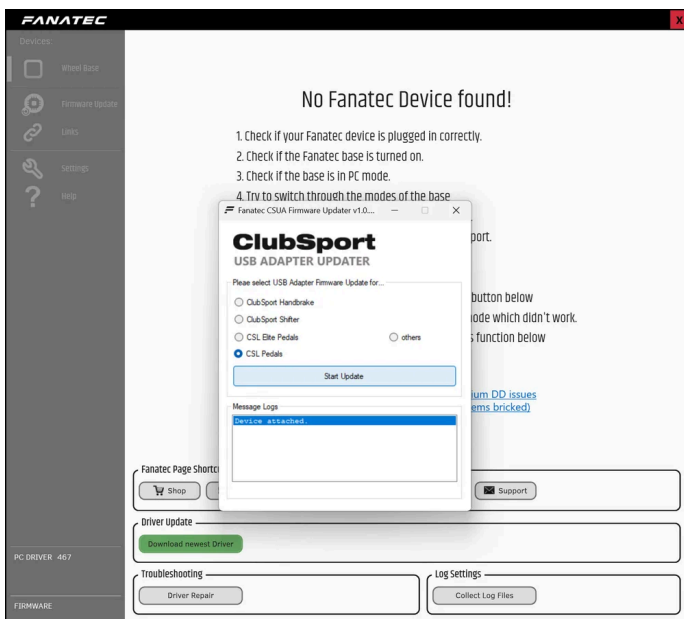 FANATEC
X
Devices:
Wheel Base
Firmware Update
Links
Settings
Help
PC DRIVER 467
FIRMWARE
No Fanatec Device found!
1. Check if your Fanatec device is plugged in correctly.
2. Check if the Fanatec base is turned on.
3. Check if the base is in PC mode.
4. Try to switch through the modes of the base
port.
button below
ode which didn't work.
function below
ium DD issues
ems bricked)
Fanatec CSUA Firmware Updater v1.0....
ClubSport
USB ADAPTER UPDATER
Pleae select USB Adapter Firmware Update for...
ClubSport Handbrake
ClubSport Shifter
CSL Elite Pedals
others
CSL Pedals
Start Update
Message Logs
Device attached.
Fanatec Page Shortc
Shop
Support
Driver Update
Download newest Driver
Troubleshooting
Driver Repair
Log Settings
Collect Log Files